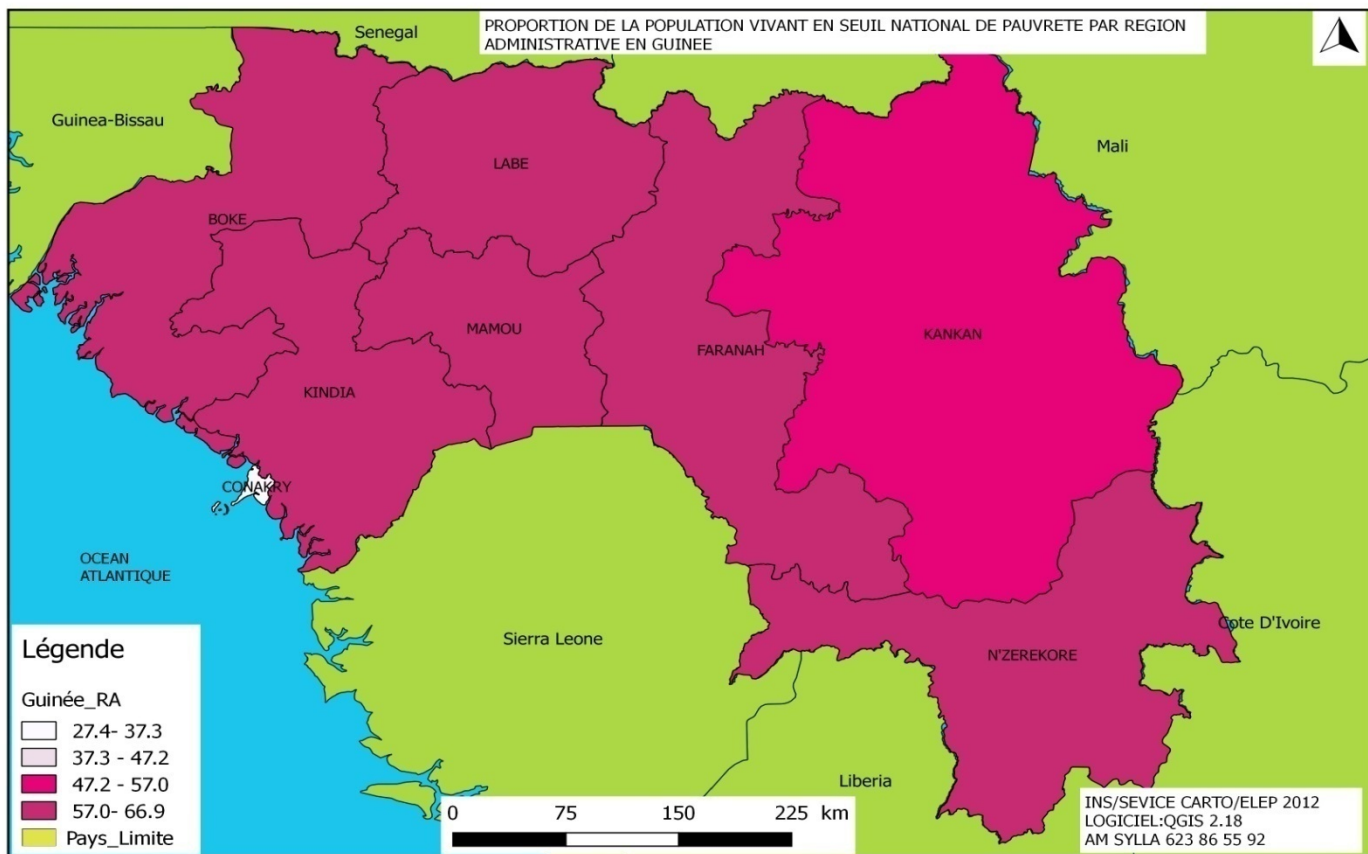 PROPORTION DE LA POPULATION VIVANT EN SEUIL NATIONAL DE PAUVRETE PAR REGION
ADMINISTRATIVE EN GUINEE
Senegal
Guinea-Bissau
Mali
LABE
BOKE
MAMOU
KANKAN
FARANAH
KINDIA
CONAKRY
OCEAN
ATLANTIQUE
Sierra Leone
Cote D'Ivoire
N'ZEREKORE
Liberia
Légende
Guinée_RA
27.4- 37.3
37.3 - 47.2
47.2 - 57.0
57.0- 66.9
Pays_Limite
0 75 150 225 km
INS/SEVICE CARTO/ELEP 2012
LOGICIEL:QGIS 2.18
AM SYLLA 623 86 55 92